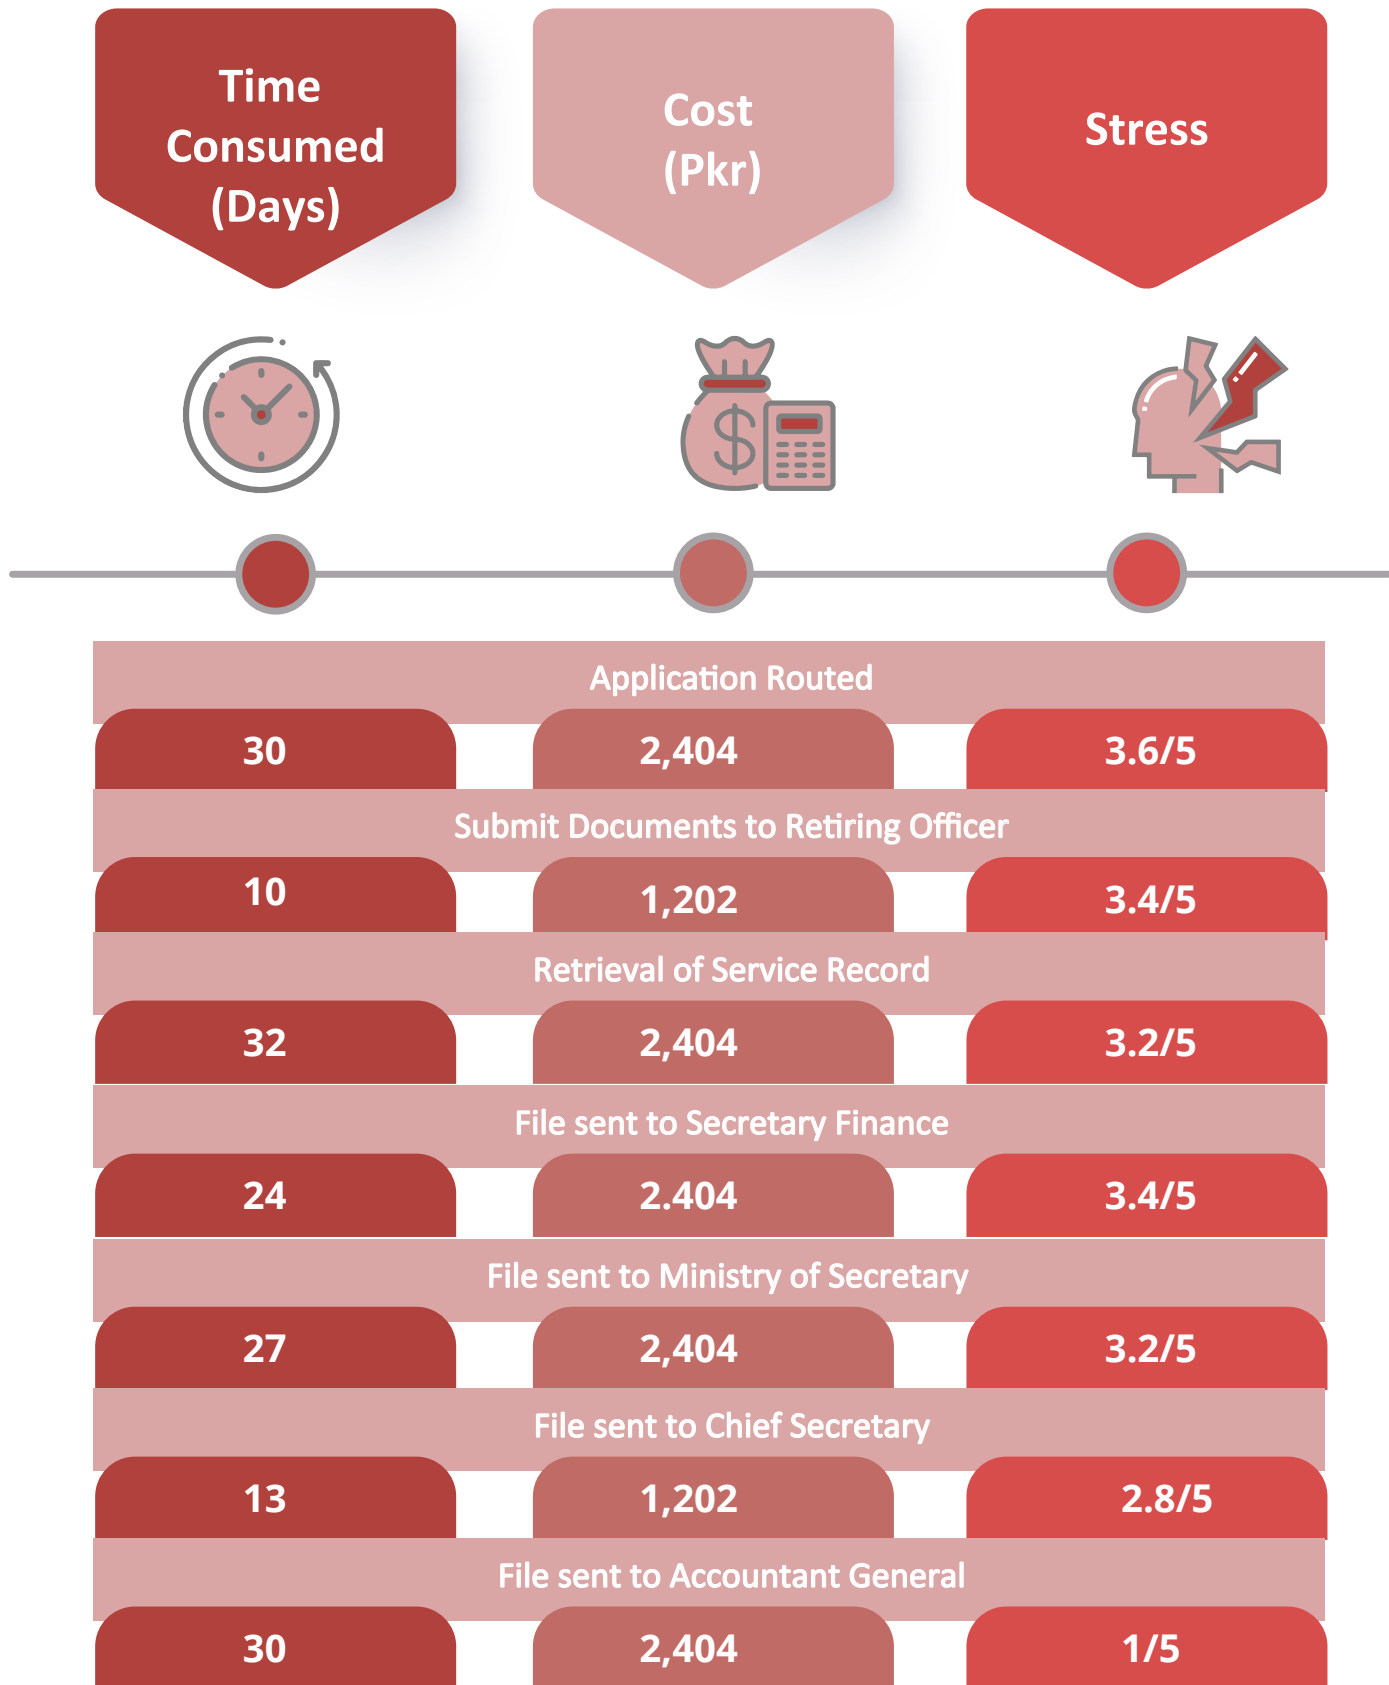 Time
Consumed
(Days)
Cost
(Pkr)
Stress
Application Routed
30 2,404 3.6/5
Submit Documents to Retiring Officer
10 1,202 3.4/5
Retrieval of Service Record
32 2,404 3.2/5
File sent to Secretary Finance
24 2.404 3.4/5
File sent to Ministry of Secretary
27 2,404 3.2/5
File sent to Chief Secretary
13 1,202 2.8/5
File sent to Accountant General
30 2,404 1/5